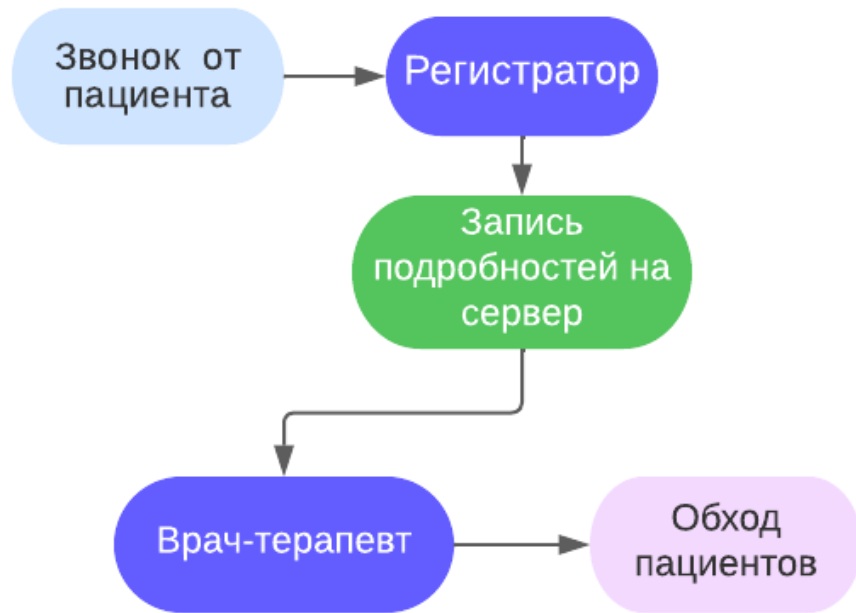 Звонок от
пациента
Регистратор
Запись
подробностей на
сервер
Врач-терапевт
Обход
пациентов